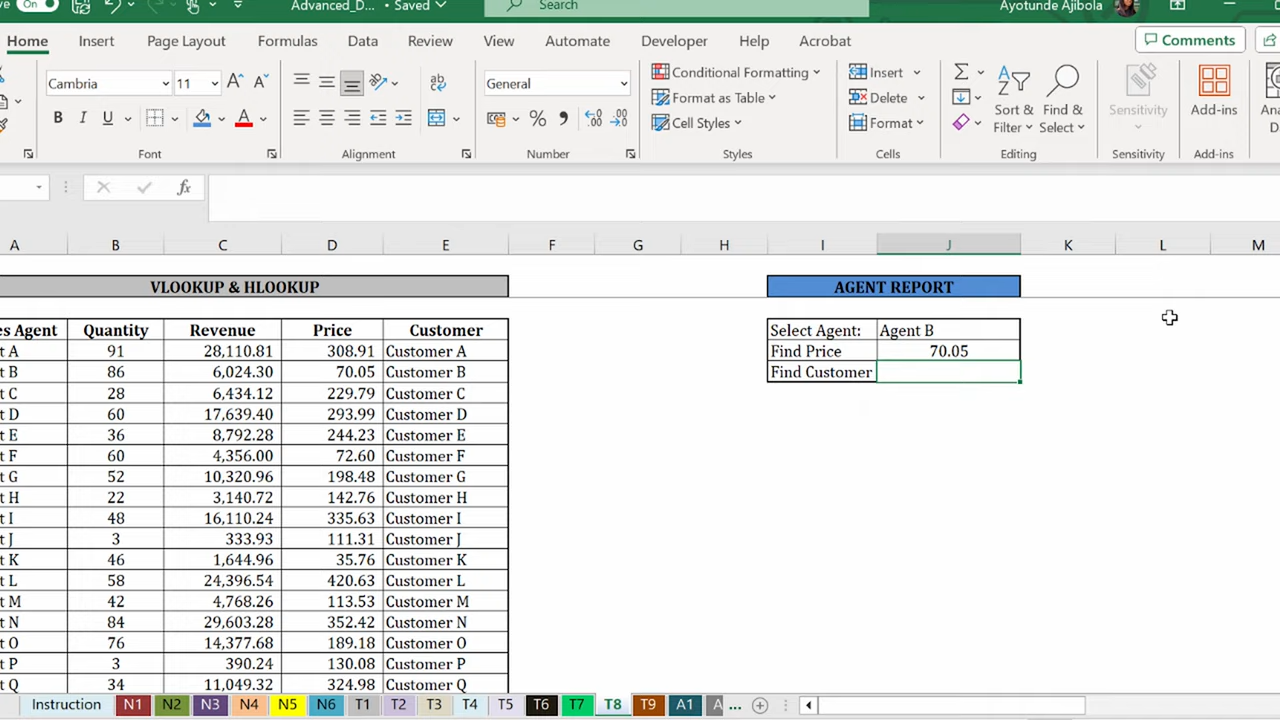 ve On Advanced_D... • Saved Search Ayotunde Ajibola
Home Insert Page Layout Formulas Data Review View Automate Developer Help Acrobat Comments
Cambria 11 A A ab General Conditional Formatting Insert
B I U A % Format as Table Delete Sort & Find & Sensitivity Add-ins
Cell Styles Format Filter Select
Font Alignment Number Styles Cells Editing Sensitivity Add-ins
fx
A B C D E F G H I J K L M
VLOOKUP & HLOOKUP AGENT REPORT
es Agent Quantity Revenue Price Customer Select Agent: Agent B
t A 91 28,110.81 308.91 Customer A Find Price 70.05
t B 86 6,024.30 70.05 Customer B Find Customer
t C 28 6,434.12 229.79 Customer C
t D 60 17,639.40 293.99 Customer D
t E 36 8,792.28 244.23 Customer E
t F 60 4,356.00 72.60 Customer F
t G 52 10,320.96 198.48 Customer G
t H 22 3,140.72 142.76 Customer H
t I 48 16,110.24 335.63 Customer I
t J 3 333.93 111.31 Customer J
t K 46 1,644.96 35.76 Customer K
t L 58 24,396.54 420.63 Customer L
t M 42 4,768.26 113.53 Customer M
t N 84 29,603.28 352.42 Customer N
t O 76 14,377.68 189.18 Customer O
t P 3 390.24 130.08 Customer P
t Q 34 11,049.32 324.98 Customer Q
Instruction N1 N2 N3 N4 N5 N6 T1 T2 T3 T4 T5 T6 T7 T8 T9 A1 A ...